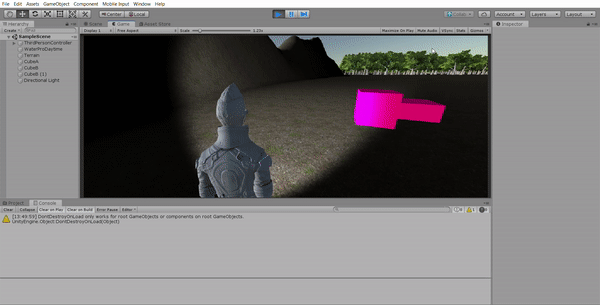 File Edit Assets GameObject Component Mobile Input Window Help
Center Local Collab Account Layers Layout
Hierarchy Scene Game Asset Store Inspector
Create All Display 1 Free Aspect Scale 1.22x Maximize On Play Mute Audio VSync Stats Gizmos
SampleScene
ThirdPersonController
WaterProDaytime
Terrain
CubeA
CubeB
CubeB (1)
Directional Light
Project Console
Clear Collapse Clear on Play Clear on Build Error Pause Editor
[13:49:59] DontDestroyOnLoad only works for root GameObjects or components on root GameObjects.
UnityEngine.Object:DontDestroyOnLoad(Object)